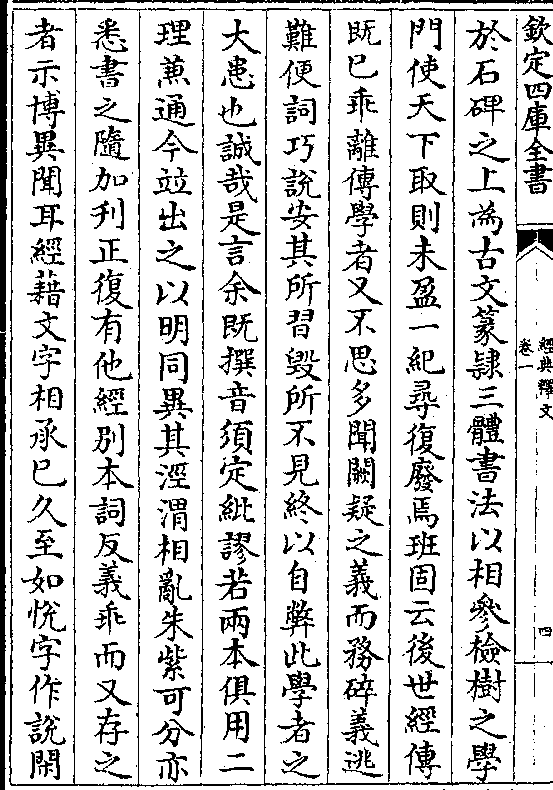 欽定四庫全書
經典釋文
卷一
四
於石碑之上為古文篆隷三體書法以相參檢樹之學
門使天下取則未盈一紀尋復廢焉班固云後世經傳
既已乖離傳學者又不思多聞闕疑之義而務碎義逃
難便詞巧說安其所習毀所不見終以自弊此學者之
大患也誠哉是言余既撰音須定紕謬若兩本俱用二
理蕪通今竝出之以明同異其涇渭相亂朱紫可分亦
悉書之隨加刋正復有他經別本詞反義乖而又存之
者示博異聞耳經藉文字相承已久至如恱字作說閑